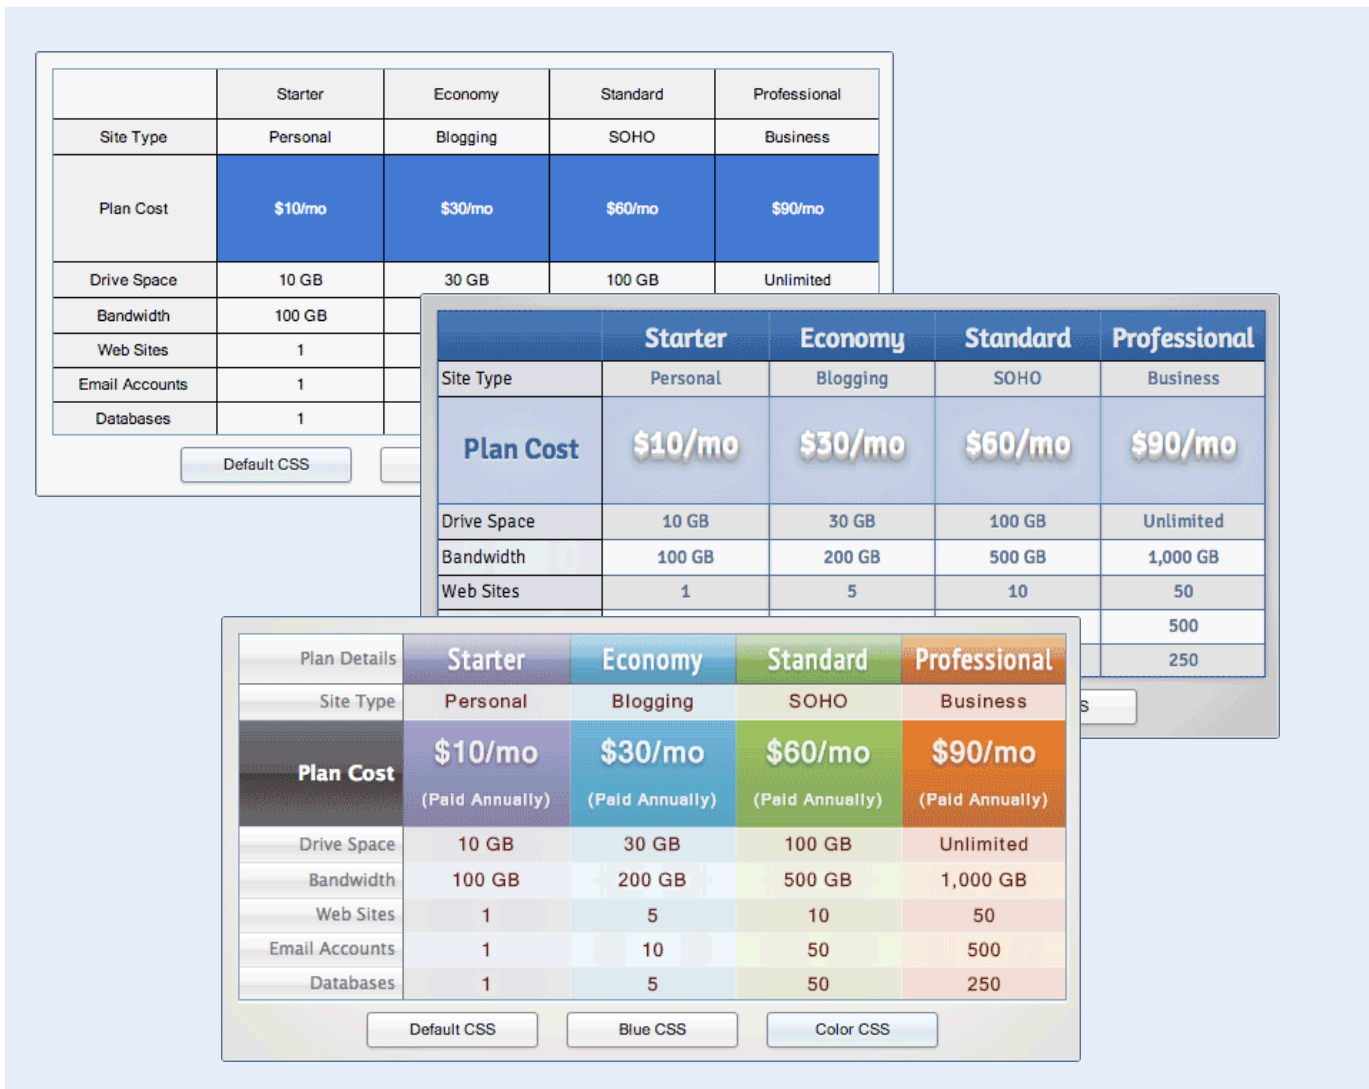 Starter Economy Standard Professional
Site Type Personal Blogging SOHO Business
Plan Cost $10/mo $30/mo $60/mo $90/mo
Drive Space 10 GB 30 GB 100 GB Unlimited
Bandwidth 100 GB
Web Sites 1
Email Accounts 1
Databases 1
Default CSS
Starter Economy Standard Professional
Site Type Personal Blogging SOHO Business
Plan Cost $10/mo $30/mo $60/mo $90/mo
Drive Space 10 GB 30 GB 100 GB Unlimited
Bandwidth 100 GB 200 GB 500 GB 1,000 GB
Web Sites 1 5 10 50
500
250
S
Plan Details Starter Economy Standard Professional
Site Type Personal Blogging SOHO Business
Plan Cost $10/mo $30/mo $60/mo $90/mo
(Paid Annually) (Paid Annually) (Paid Annually) (Paid Annually)
Drive Space 10 GB 30 GB 100 GB Unlimited
Bandwidth 100 GB 200 GB 500 GB 1,000 GB
Web Sites 1 5 10 50
Email Accounts 1 10 50 500
Databases 1 5 50 250
Default CSS Blue CSS Color CSS